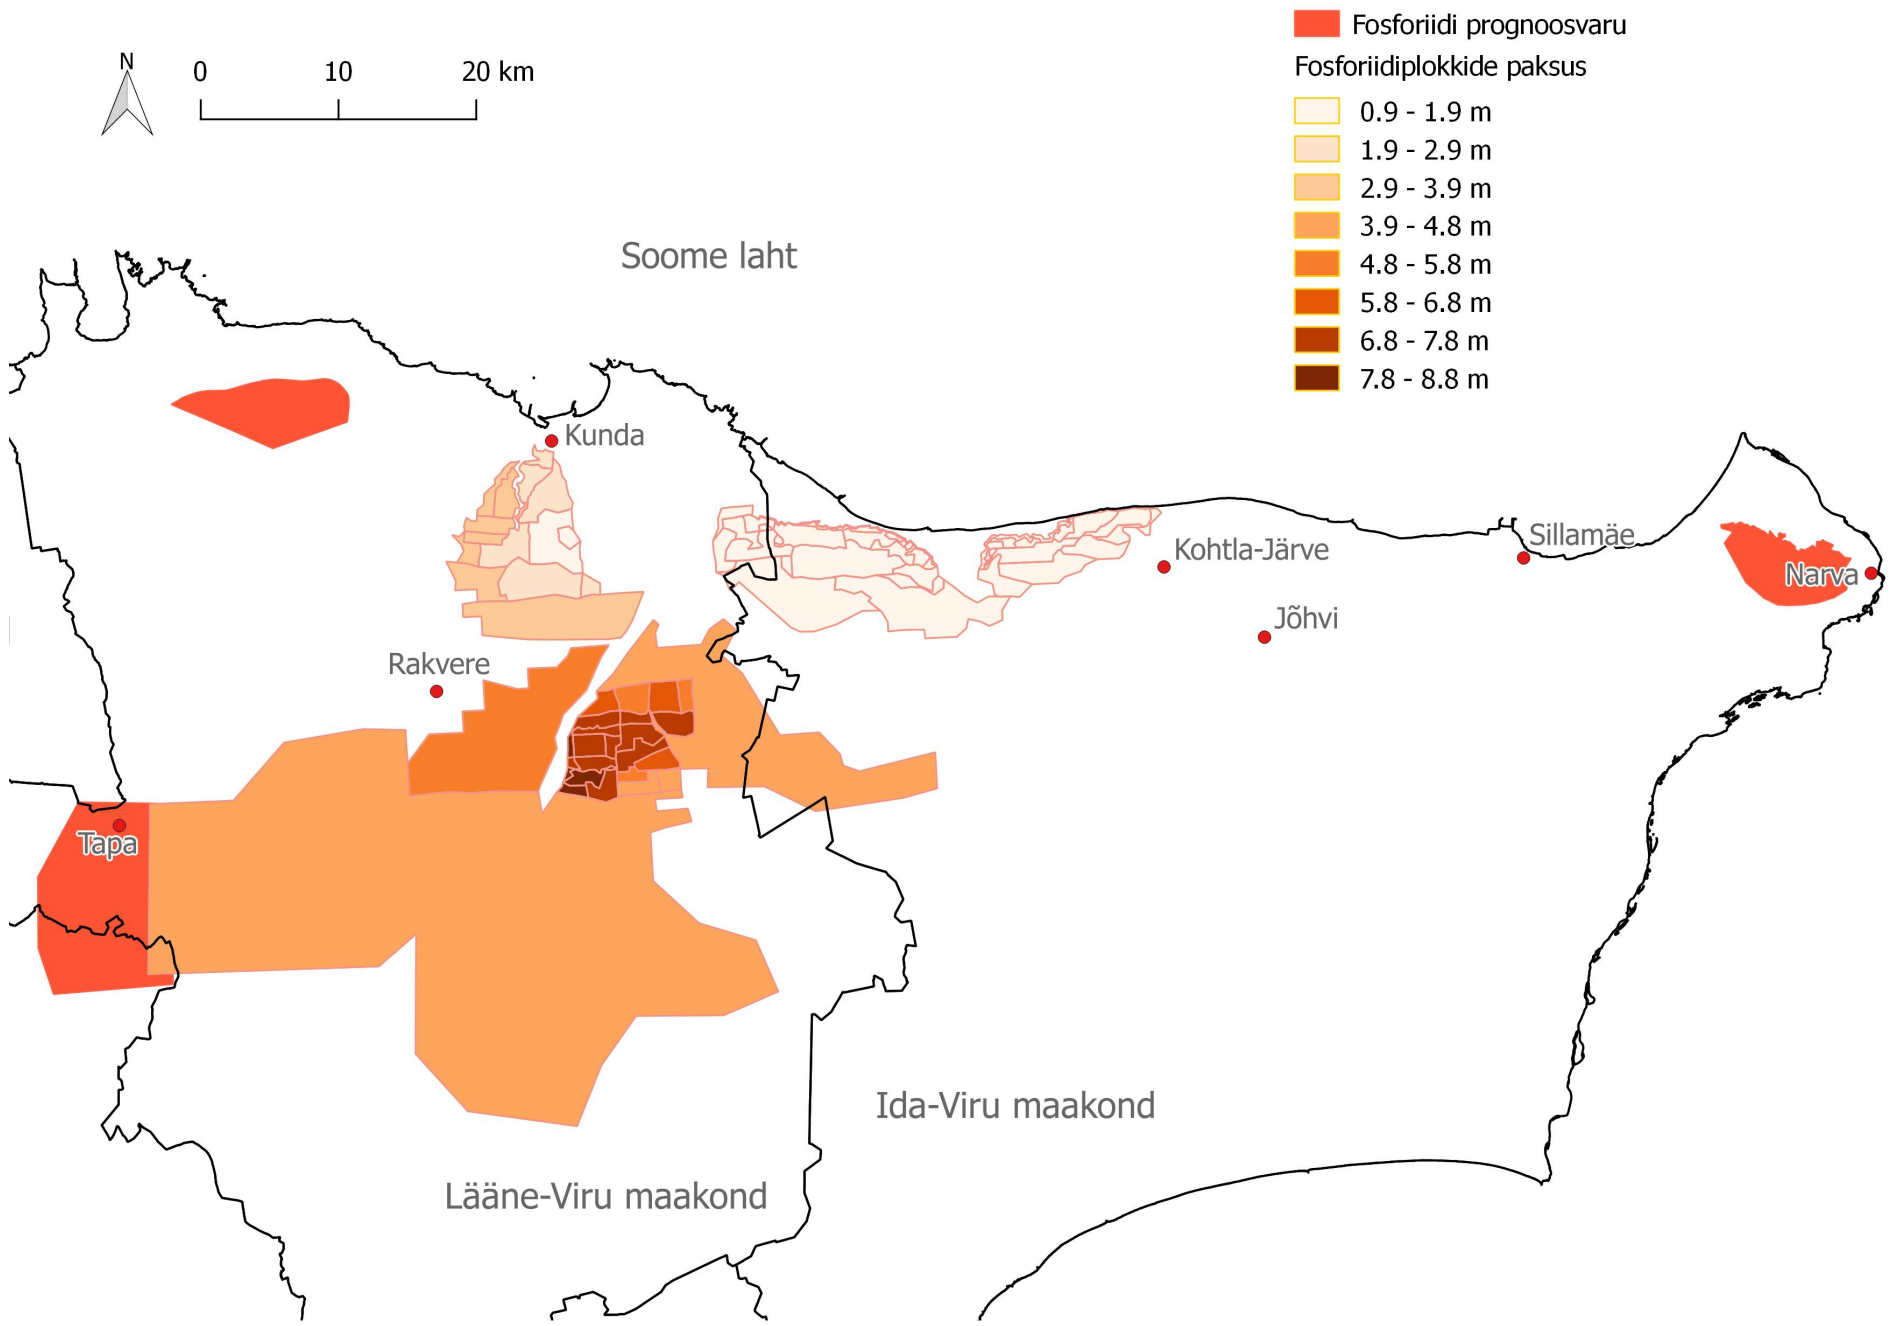 Fosforiidi prognoosvaru
Fosforiidiplokkide paksus
0.9 - 1.9 m
1.9 - 2.9 m
2.9 - 3.9 m
3.9 - 4.8 m
4.8 - 5.8 m
5.8 - 6.8 m
6.8 - 7.8 m
7.8 - 8.8 m
N
0 10 20 km
Soome laht
Kunda
Sillamäe
Kohtla-Järve
Narva
Jõhvi
Rakvere
Tapa
Ida-Viru maakond
Lääne-Viru maakond